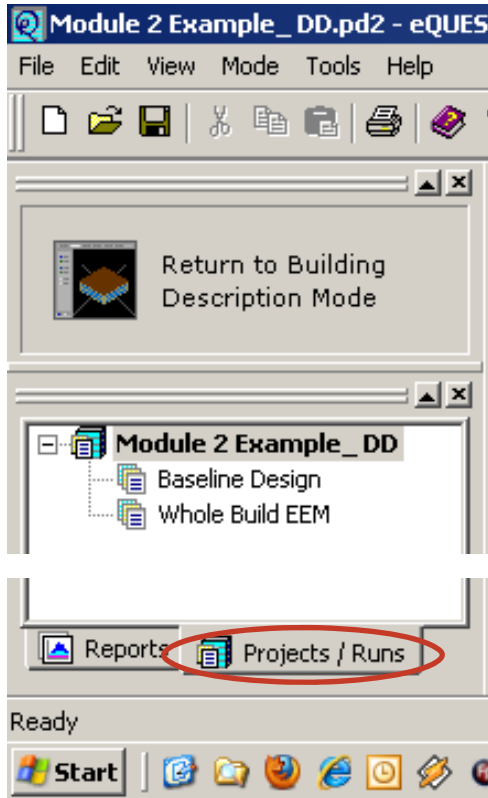 Module 2 Example_ DD.pd2 - eQUES
File Edit View Mode Tools Help
Return to Building
Description Mode
Module 2 Example_ DD
Baseline Design
Whole Build EEM
Reports Projects / Runs
Ready
Start